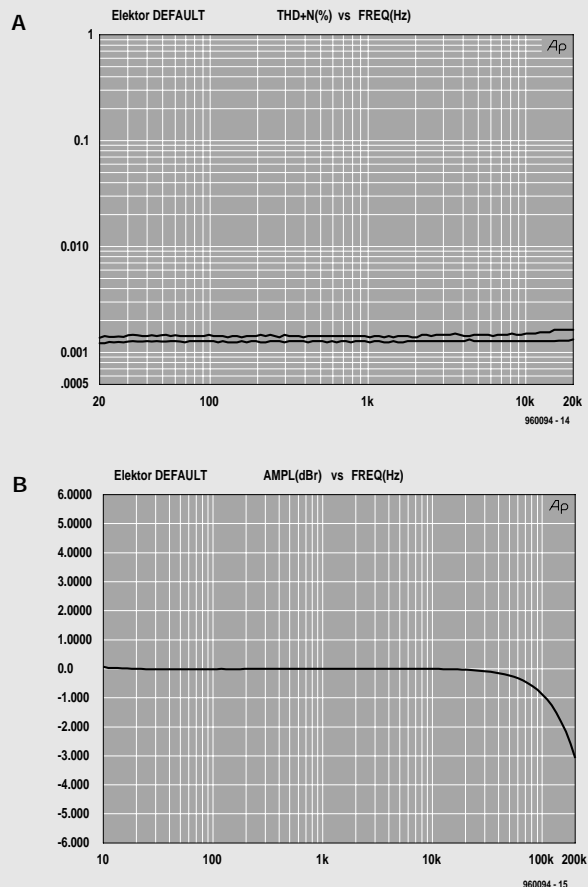 A
Elektor DEFAULT THD+N(%) vs FREQ(Hz)
Ap
1
0.1
0.010
0.001
.0005
20 100 1k 10k 20k
960094 - 14
B
Elektor DEFAULT AMPL(dBr) vs FREQ(Hz)
Ap
6.0000
5.0000
4.0000
3.0000
2.0000
1.0000
0.0
-1.000
-2.000
-3.000
-4.000
-5.000
-6.000
10 100 1k 10k 100k 200k
960094 - 15